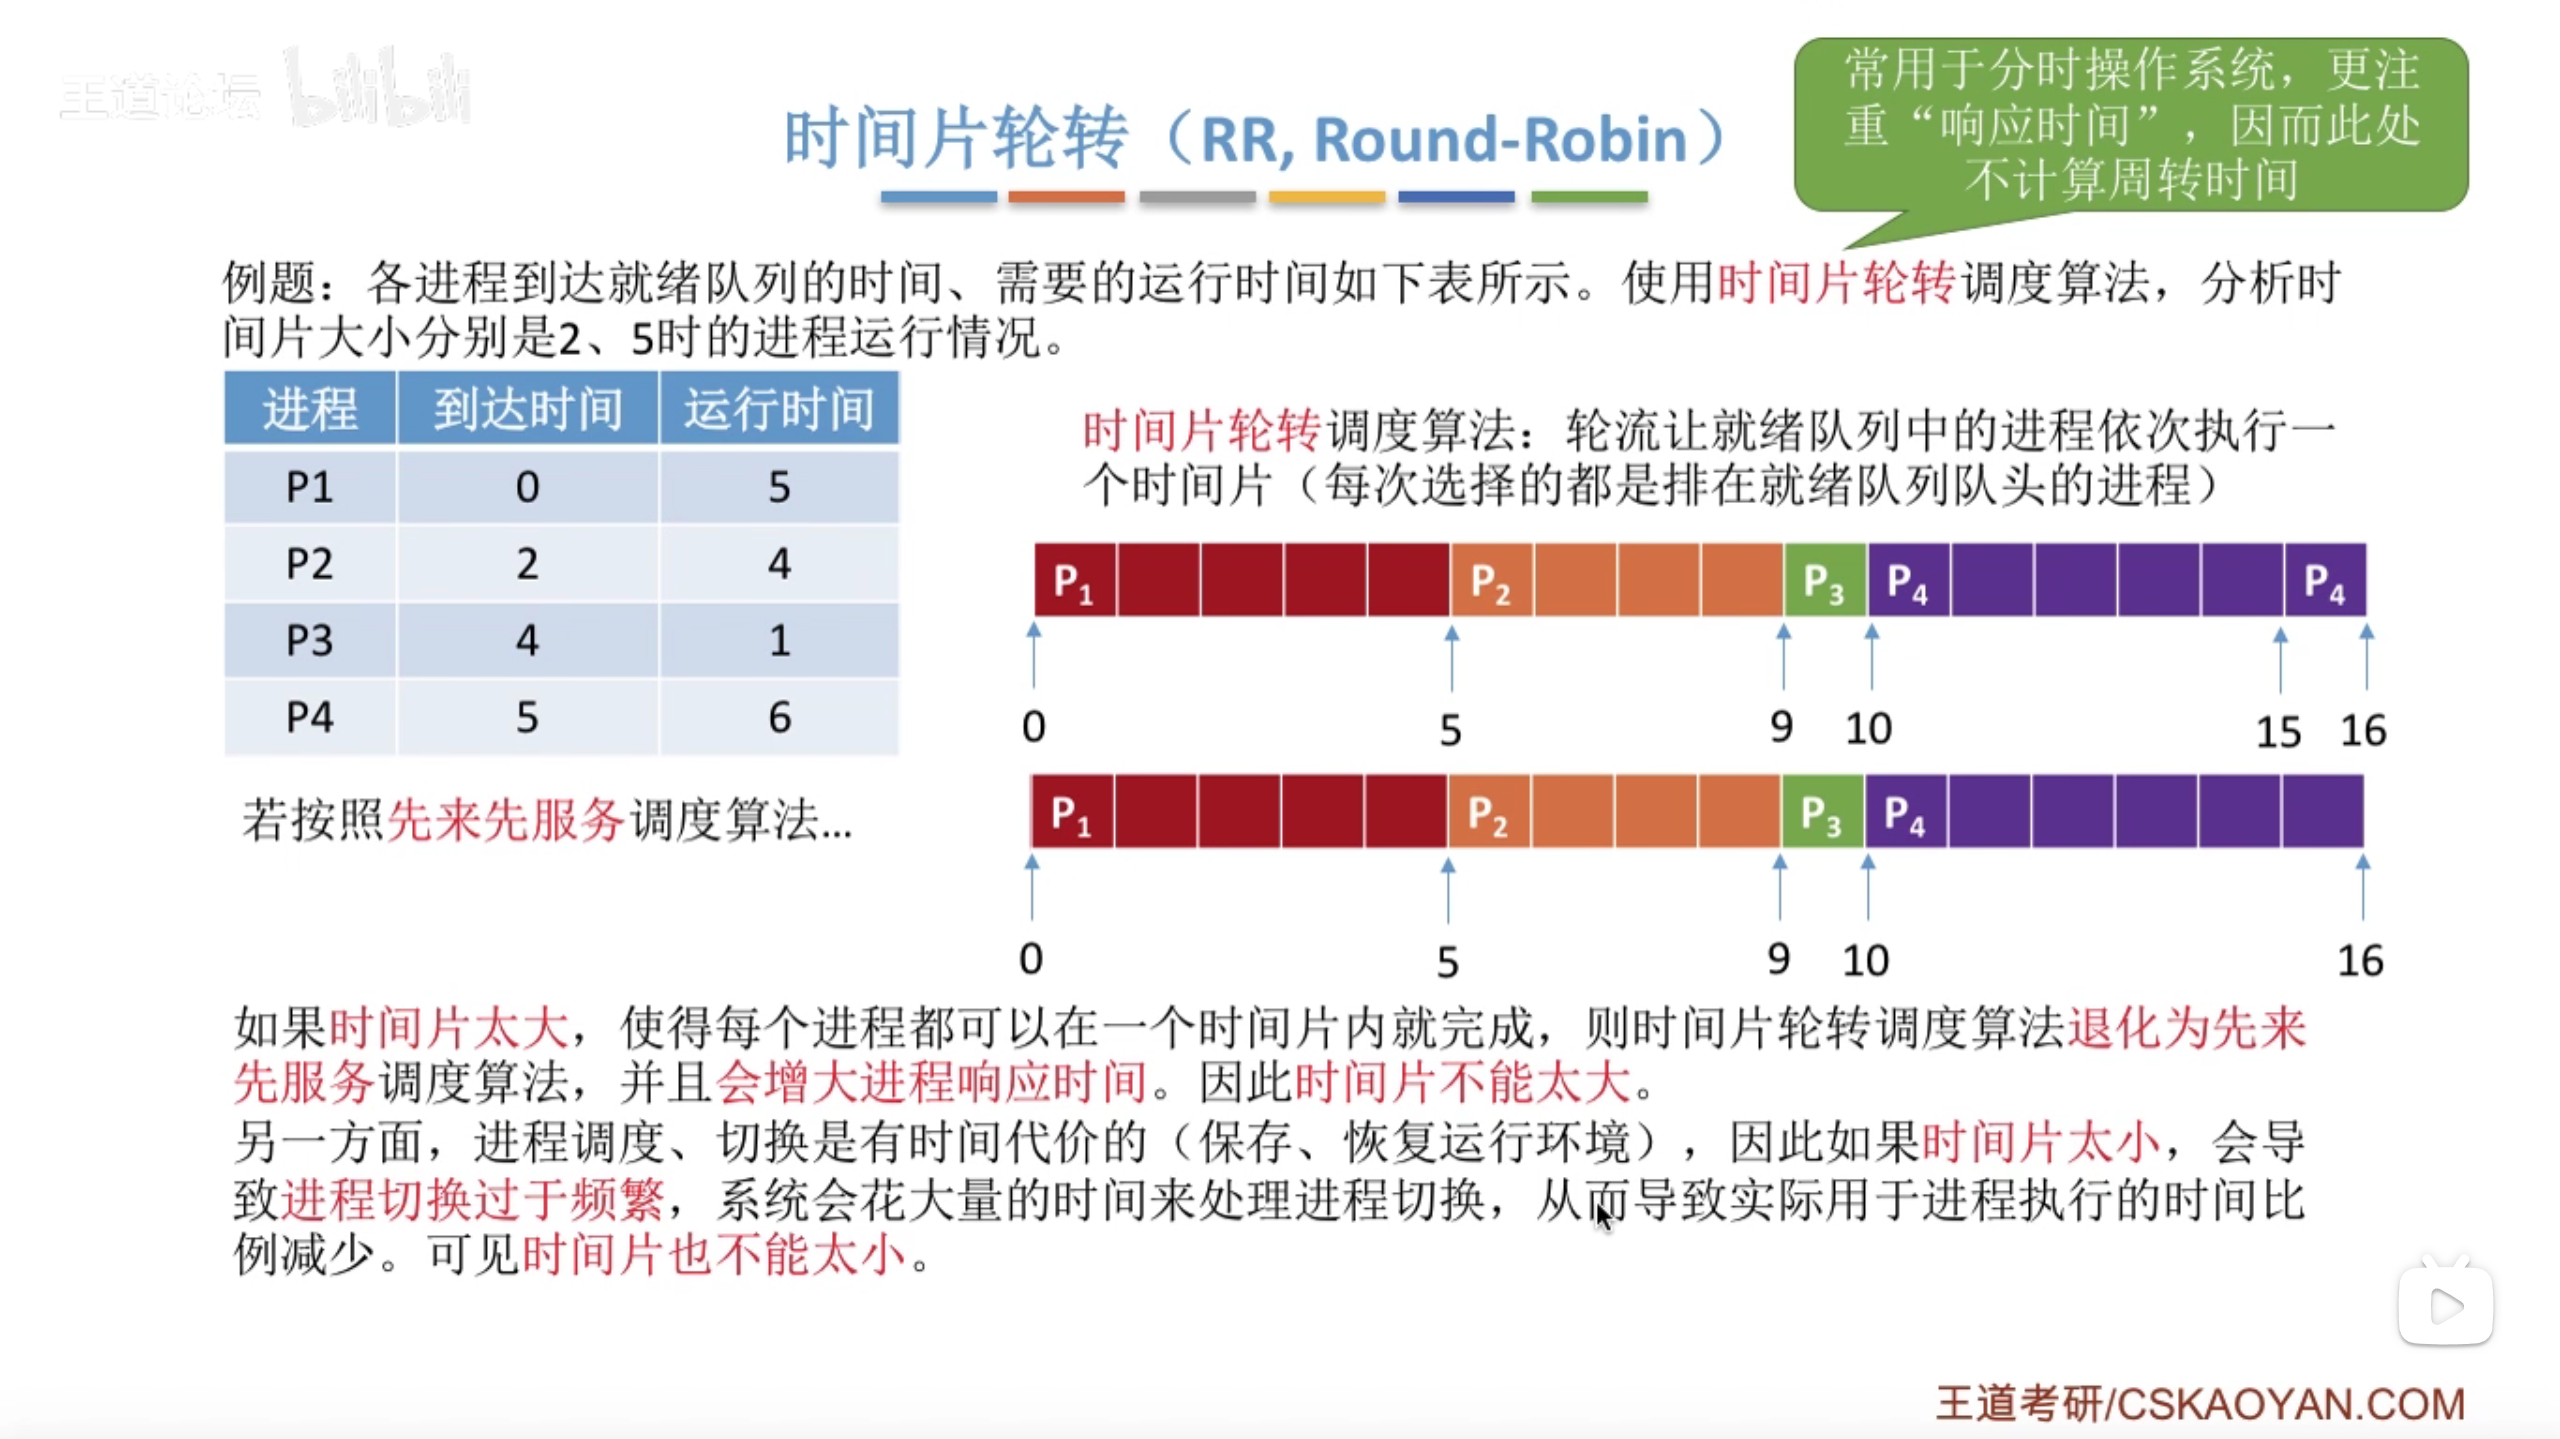 王道论坛 bilibili
常用于分时操作系统，更注
重“响应时间”，因而此处
不计算周转时间
时间片轮转（RR, Round-Robin）
例题：各进程到达就绪队列的时间、需要的运行时间如下表所示。使用时间片轮转调度算法，分析时
间片大小分别是2、5时的进程运行情况。
进程 到达时间 运行时间
P1 0 5
P2 2 4
P3 4 1
P4 5 6
时间片轮转调度算法：轮流让就绪队列中的进程依次执行一
个时间片（每次选择的都是排在就绪队列队头的进程）
P1 P2 P3 P4 P4
0 5 9 10 15 16
若按照先来先服务调度算法...
P1 P2 P3 P4
0 5 9 10 16
如果时间片太大，使得每个进程都可以在一个时间片内就完成，则时间片轮转调度算法退化为先来
先服务调度算法，并且会增大进程响应时间。因此时间片不能太大。
另一方面，进程调度、切换是有时间代价的（保存、恢复运行环境），因此如果时间片太小，会导
致进程切换过于频繁，系统会花大量的时间来处理进程切换，从而导致实际用于进程执行的时间比
例减少。可见时间片也不能太小。
王道考研/CSKAOYAN.COM